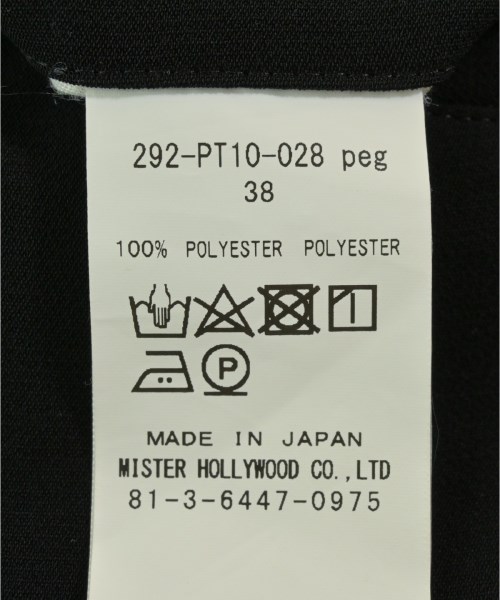 292-PT10-028 peg
38
100% POLYESTER POLYESTER
P
MADE IN JAPAN
MISTER HOLLYWOOD CO.,LTD
81-3-6447-0975